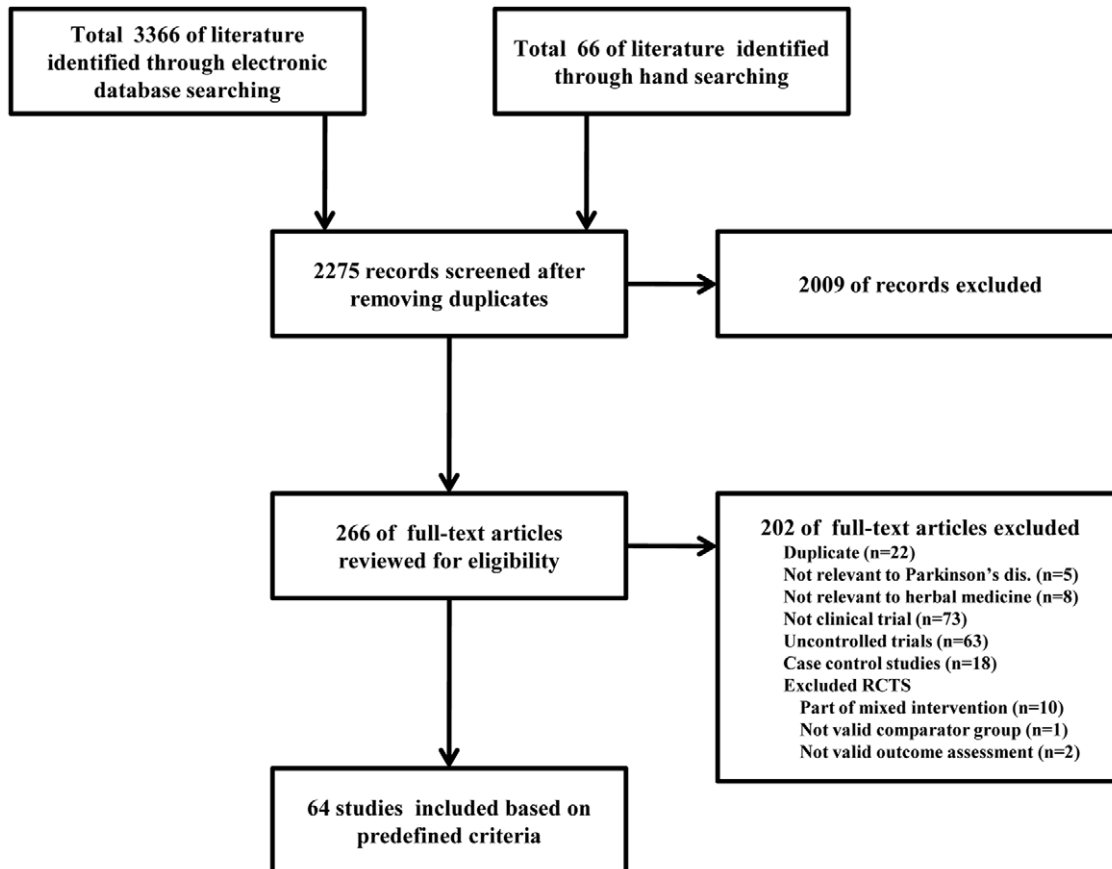 Total 3366 of literature
identified through electronic
database searching
Total 66 of literature identified
through hand searching
2275 records screened after
removing duplicates
2009 of records excluded
266 of full-text articles
reviewed for eligibility
202 of full-text articles excluded
Duplicate (n=22)
Not relevant to Parkinson's dis. (n=5)
Not relevant to herbal medicine (n=8)
Not clinical trial (n=73)
Uncontrolled trials (n=63)
Case control studies (n=18)
Excluded RCTS
Part of mixed intervention (n=10)
Not valid comparator group (n=1)
Not valid outcome assessment (n=2)
64 studies included based on
predefined criteria